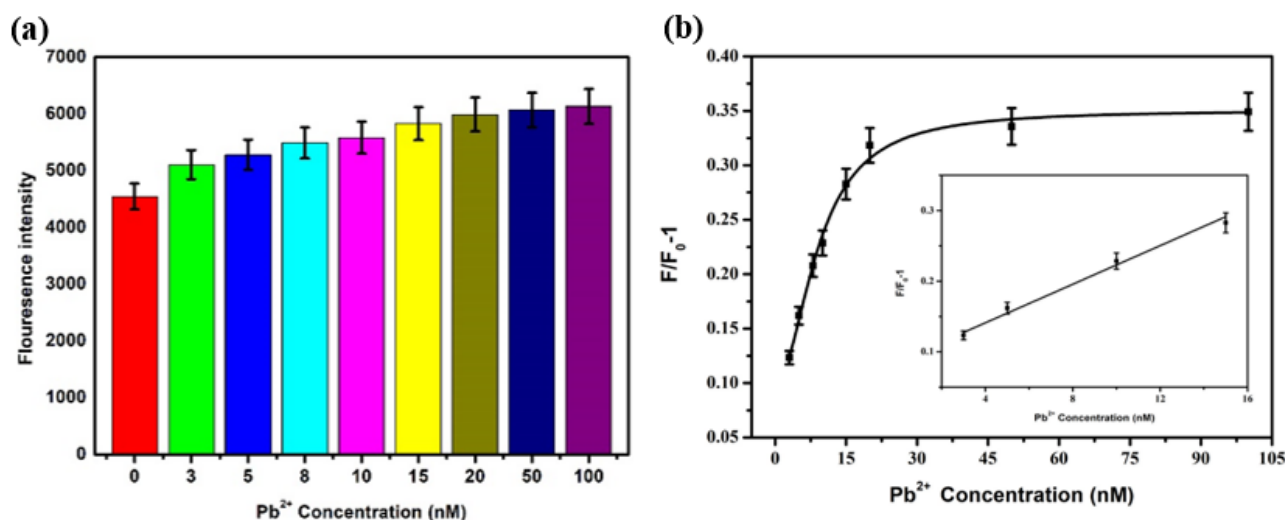 (a)
7000
6000
5000
4000
3000
2000
1000
0
Flouresence intensity
0 3 5 8 10 15 20 50 100
Pb²⁺ Concentration (nM)
(b)
0.40
0.35
0.30
0.25
0.20
0.15
0.10
0.05
F/F₀-1
0 15 30 45 60 75 90 105
Pb²⁺ Concentration (nM)
0.3
0.2
0.1
F/F₀-1
4 8 12 16
Pb²⁺ Concentration (nM)